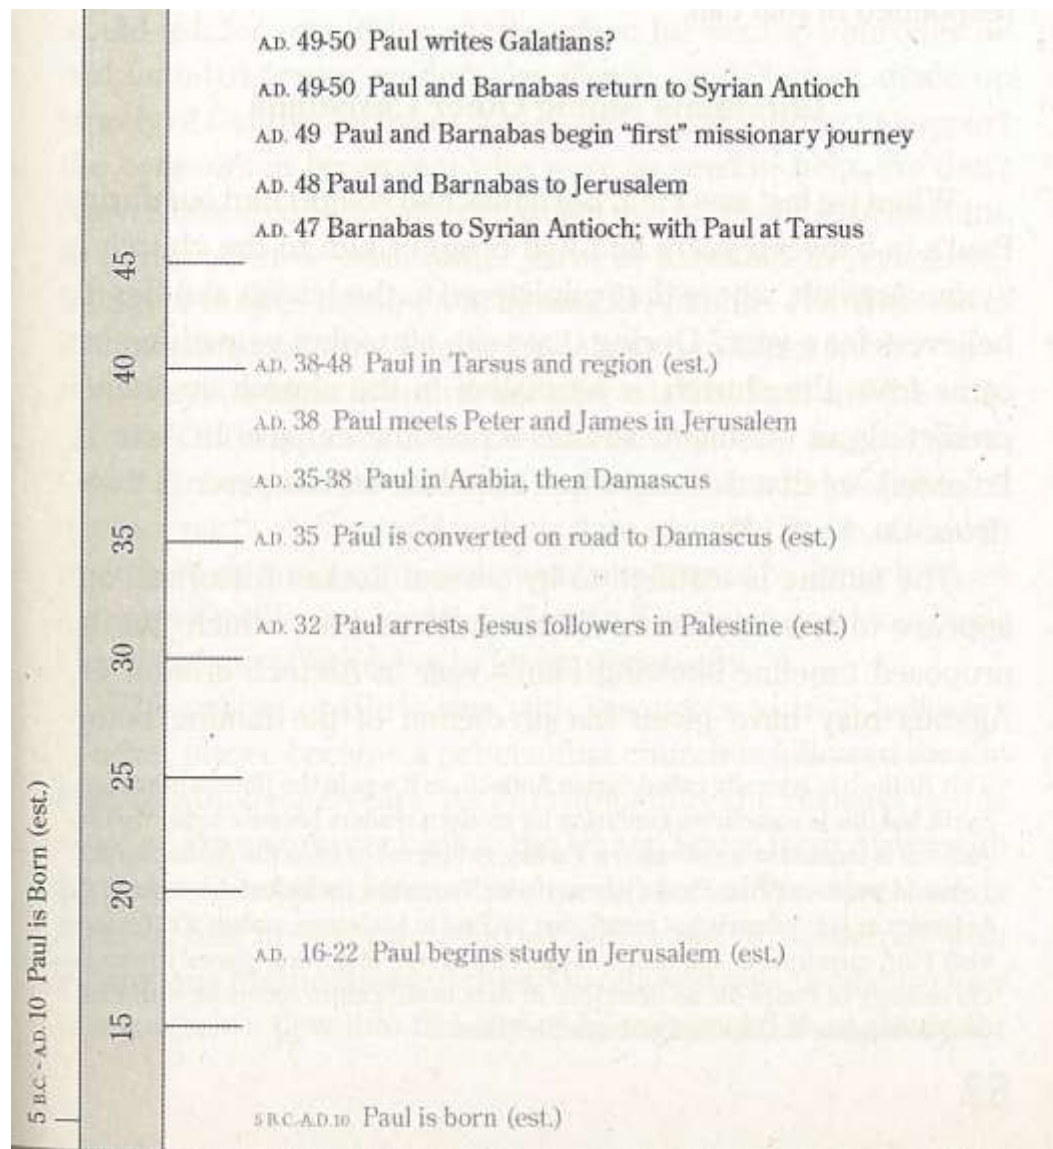 A.D. 49-50 Paul writes Galatians?
A.D. 49-50 Paul and Barnabas return to Syrian Antioch
A.D. 49 Paul and Barnabas begin “first” missionary journey
A.D. 48 Paul and Barnabas to Jerusalem
A.D. 47 Barnabas to Syrian Antioch; with Paul at Tarsus
45
40
A.D. 38-48 Paul in Tarsus and region (est.)
A.D. 38 Paul meets Peter and James in Jerusalem
A.D. 35-38 Paul in Arabia, then Damascus
35
A.D. 35 Paul is converted on road to Damascus (est.)
A.D. 32 Paul arrests Jesus followers in Palestine (est.)
30
25
20
A.D. 16-22 Paul begins study in Jerusalem (est.)
15
5 B.C.-A.D. 10 Paul is born (est.)
5 B.C. - A.D. 10 Paul is Born (est.)